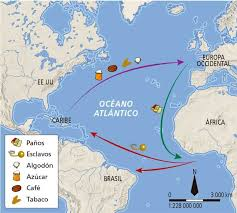 EUROPA
OCCIDENTAL
EE.UU
OCÉANO
ATLÁNTICO
CARIBE
ÁFRICA
BRASIL
Paños
Esclavos
Algodón
Azúcar
Café
Tabaco
N
0 3.000 km
1:228 000 000